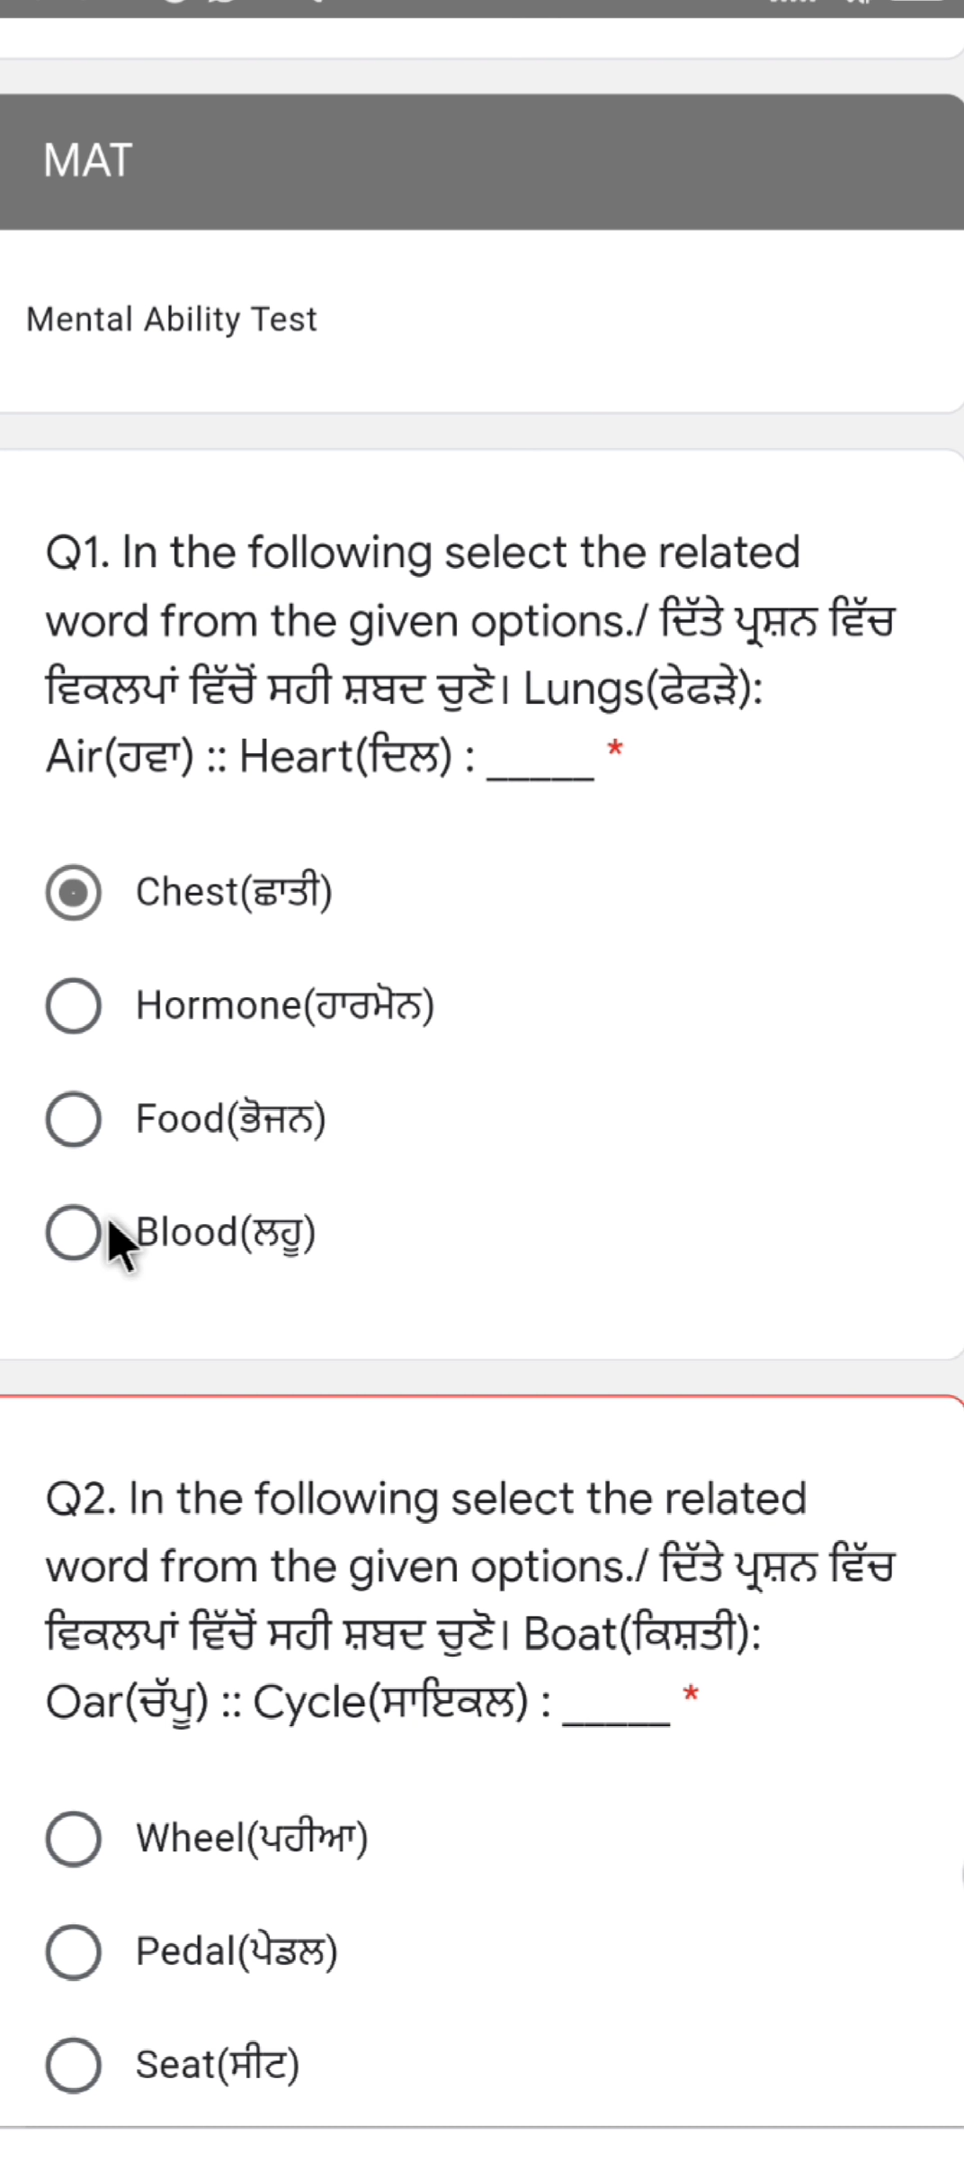 MAT
Mental Ability Test
Q1. In the following select the related
word from the given options./ ਦਿੱਤੇ ਪ੍ਰਸ਼ਨ ਵਿੱਚ
ਵਿਕਲਪਾਂ ਵਿੱਚੋਂ ਸਹੀ ਸ਼ਬਦ ਚੁਣੋ। Lungs(ਫੇਫੜੇ):
Air(ਹਵਾ) :: Heart(ਦਿਲ) : _____ *
Chest(ਛਾਤੀ)
Hormone(ਹਾਰਮੋਨ)
Food(ਭੋਜਨ)
Blood(ਲਹੂ)
Q2. In the following select the related
word from the given options./ ਦਿੱਤੇ ਪ੍ਰਸ਼ਨ ਵਿੱਚ
ਵਿਕਲਪਾਂ ਵਿੱਚੋਂ ਸਹੀ ਸ਼ਬਦ ਚੁਣੋ। Boat(ਕਿਸ਼ਤੀ):
Oar(ਚੱਪੂ) :: Cycle(ਸਾਇਕਲ) : _____ *
Wheel(ਪਹੀਆ)
Pedal(ਪੇਡਲ)
Seat(ਸੀਟ)